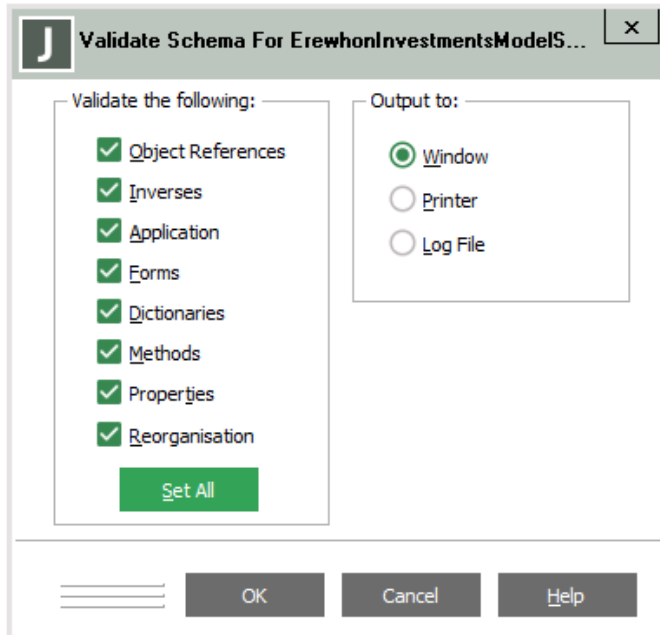 J
Validate Schema For ErewhonInvestmentsModelS...
Validate the following:
Object References
Inverses
Application
Forms
Dictionaries
Methods
Properties
Reorganisation
Set All
Output to:
Window
Printer
Log File
OK
Cancel
Help